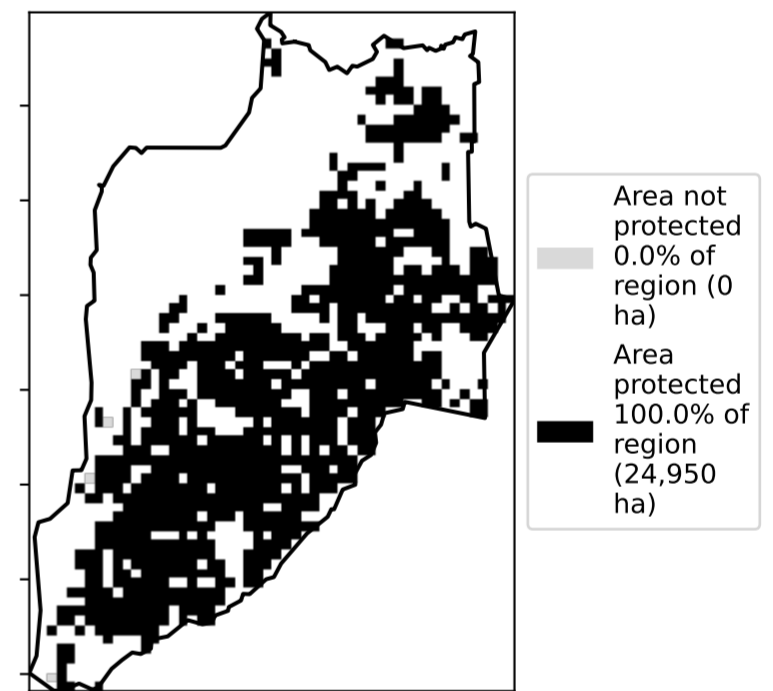 Area not
protected
0.0% of
region (0
ha)
Area
protected
100.0% of
region
(24,950
ha)